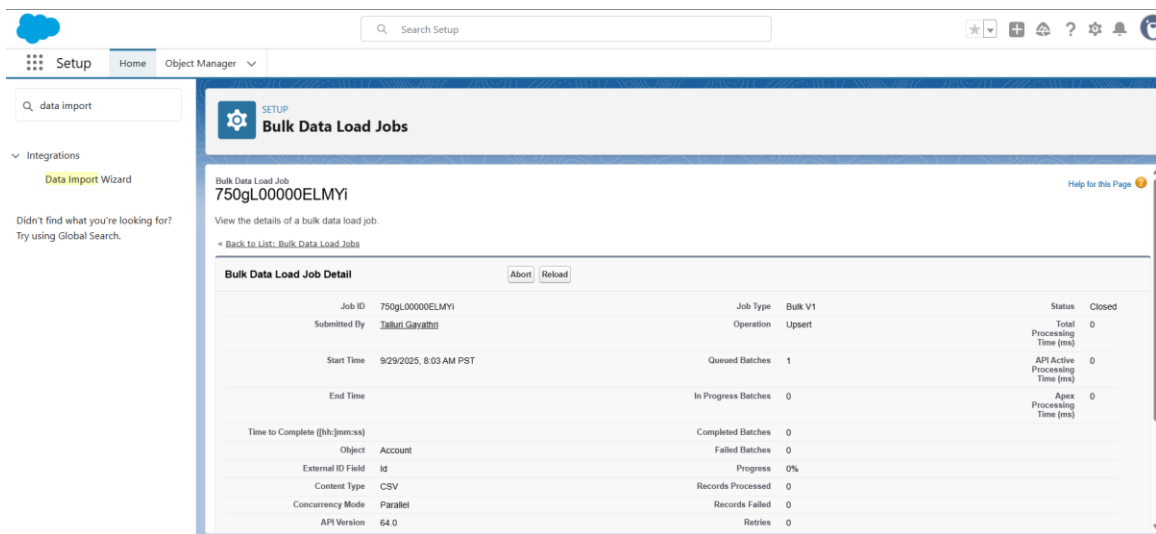 Search Setup
Setup
Home
Object Manager
data import
Integrations
Data Import Wizard
Didn't find what you're looking for?
Try using Global Search.
SETUP
Bulk Data Load Jobs
Bulk Data Load Job
750gL00000ELMYi
Help for this Page
View the details of a bulk data load job.
« Back to List: Bulk Data Load Jobs
Bulk Data Load Job Detail
Abort
Reload
Job ID 750gL00000ELMYi Job Type Bulk V1 Status Closed
Submitted By Talluri Gayathri Operation Upsert Total Processing Time (ms) 0
Start Time 9/29/2025, 8:03 AM PST Queued Batches 1 API Active Processing Time (ms) 0
End Time In Progress Batches 0 Apex Processing Time (ms) 0
Time to Complete ([hh:]mm:ss) Completed Batches 0
Object Account Failed Batches 0
External ID Field Id Progress 0%
Content Type CSV Records Processed 0
Concurrency Mode Parallel Records Failed 0
API Version 64.0 Retries 0